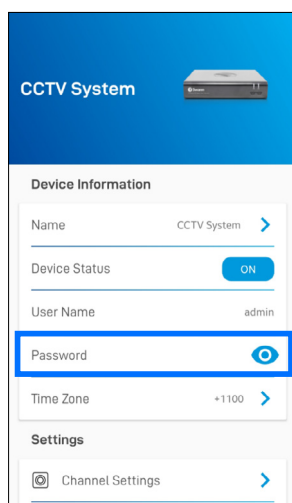 CCTV System
Device Information
Name CCTV System
Device Status ON
User Name admin
Password
Time Zone +1100
Settings
Channel Settings